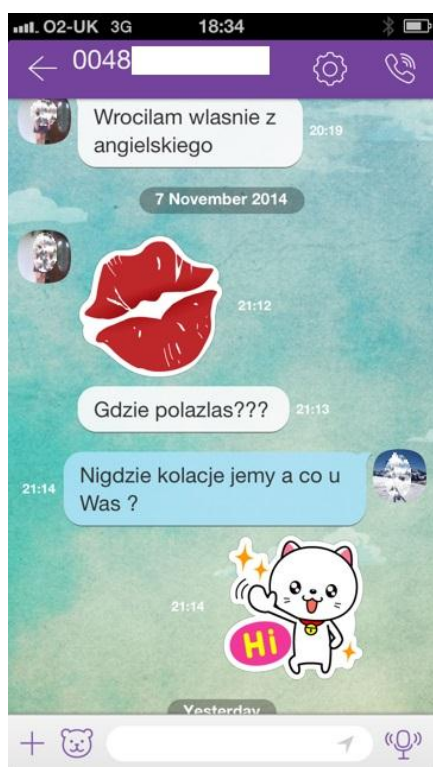 O2-UK 3G 18:34
0048
Wrocilam wlasnie z
angielskiego
20:19
7 November 2014
21:12
Gdzie polazlas???
21:13
Nigdzie kolacje jemy a co u
Was ?
21:14
Hi
21:14
Yesterday